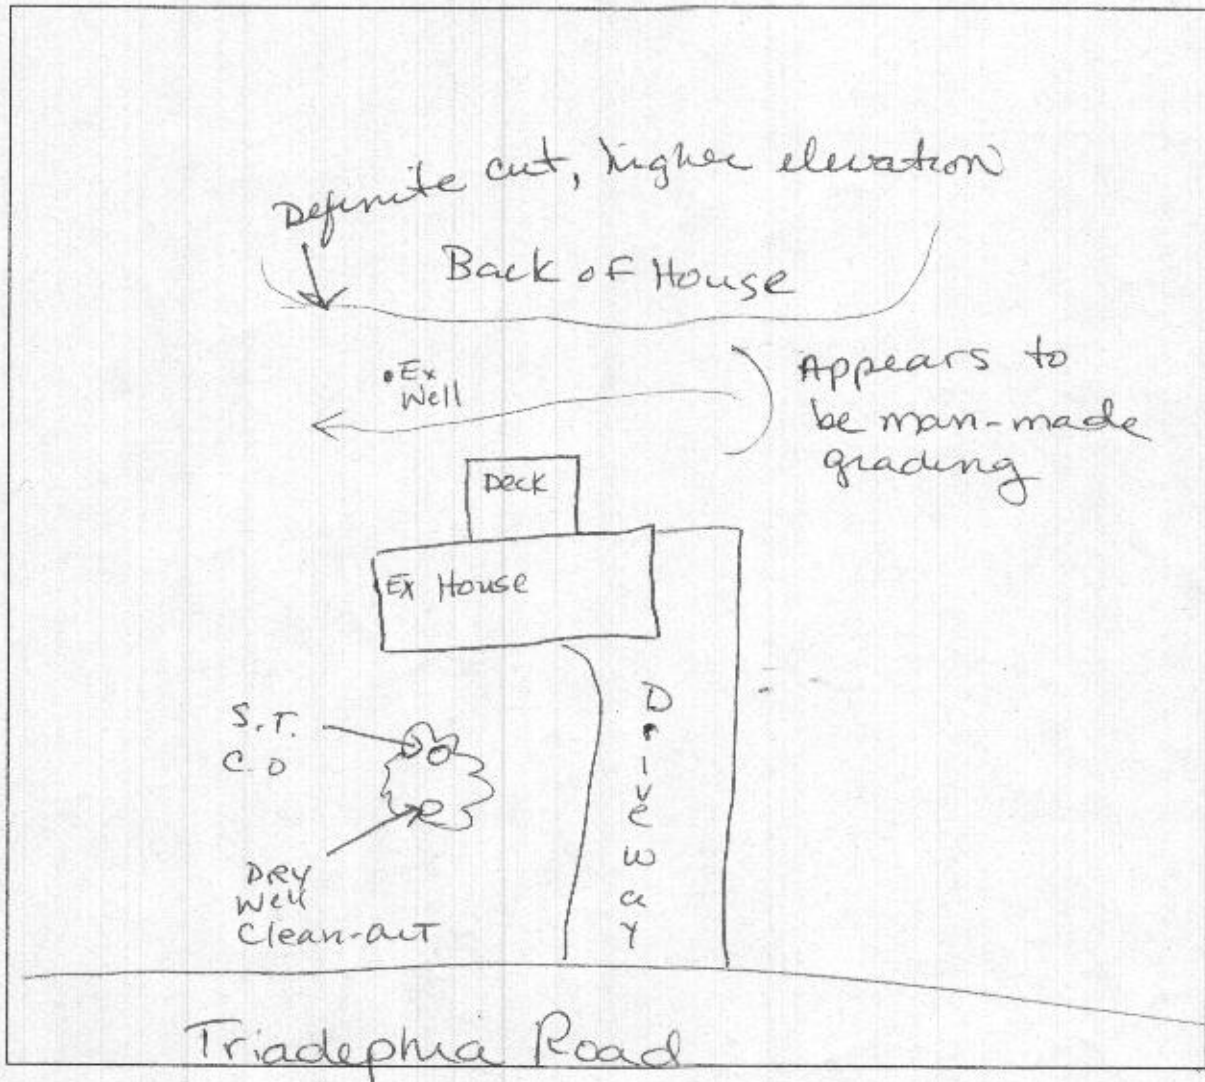 Definite cut, higher elevation
Back of House
•Ex
Well
Appears to
be man-made
grading
Deck
Ex House
Driveway
S.T.
C.O
DRY
Well
Clean-out
Triadephia Road